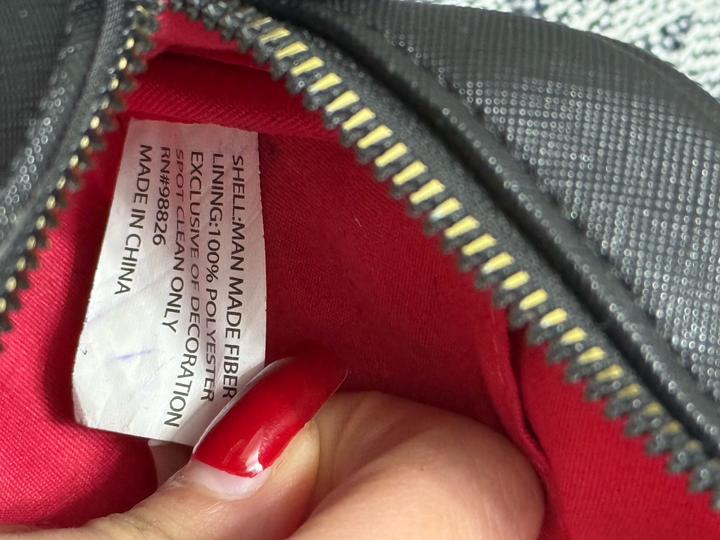 SHELL:MAN MADE FIBER
LINING:100% POLYESTER
EXCLUSIVE OF DECORATION
SPOT CLEAN ONLY
RN#98826
MADE IN CHINA